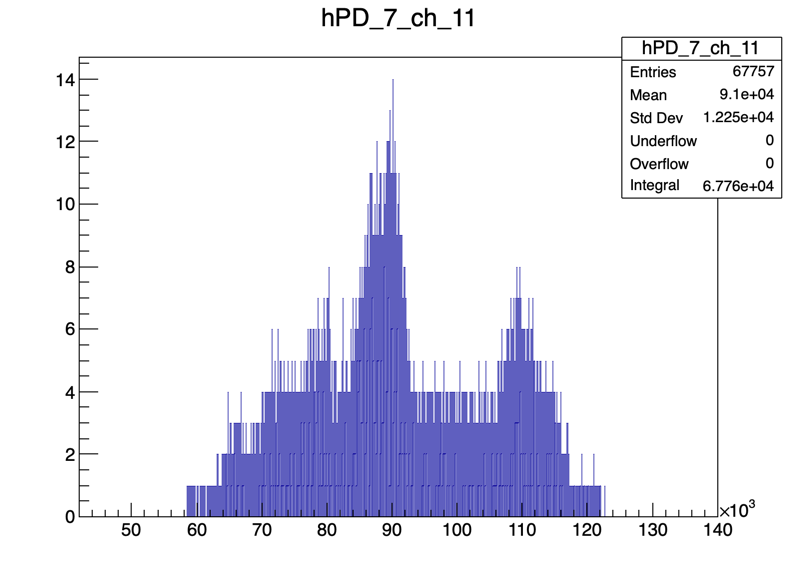 hPD_7_ch_11
hPD_7_ch_11
Entries 67757
Mean 9.1e+04
Std Dev 1.225e+04
Underflow 0
Overflow 0
Integral 6.776e+04
14
12
10
8
6
4
2
0
50 60 70 80 90 100 110 120 130 140
×10³